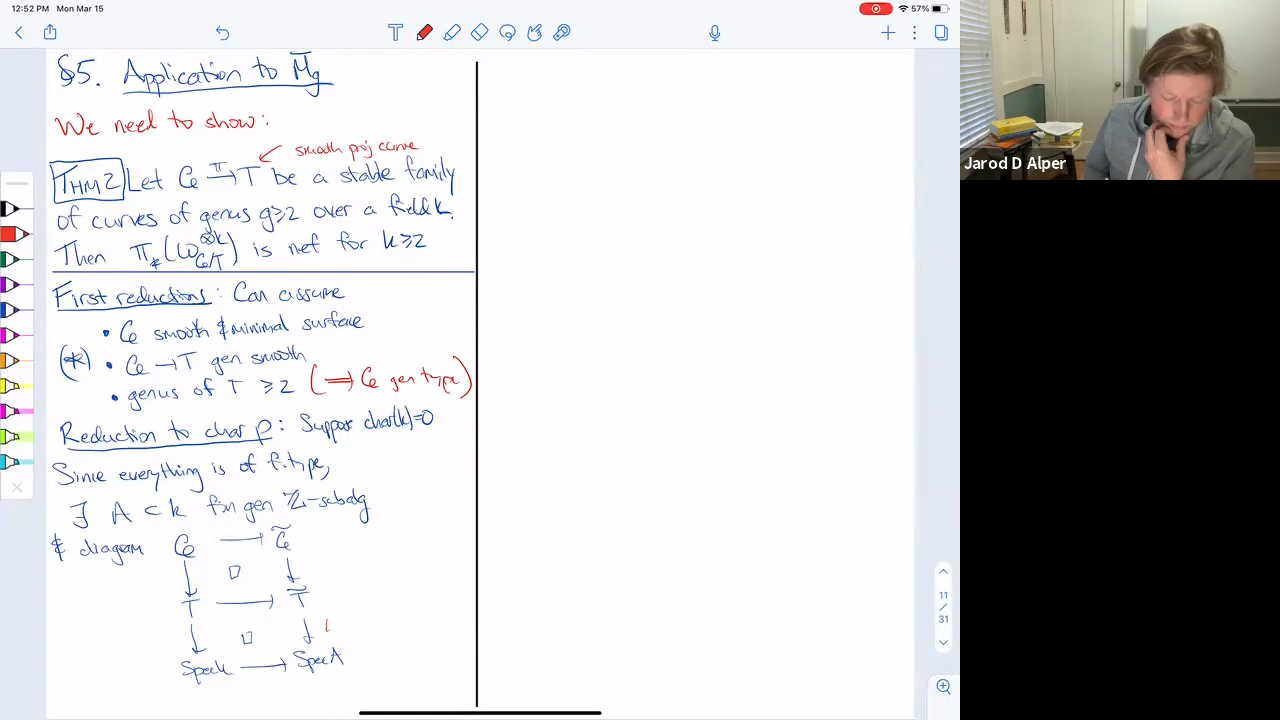 12:52 PM Mon Mar 15
57%
§5. Application to M̄g
We need to show:
smooth proj curve
THM 2 Let 𝒞 →π T be a stable family
of curves of genus g≥2 over a field k.
Then π_*(ω_{𝒞/T}^{⊗k}) is nef for k≥2
First reductions: Can assume
• 𝒞 smooth & minimal surface
(*) • 𝒞 → T gen smooth
• genus of T ≥2 (⟹ 𝒞 gen type)
Reduction to char p: Suppose char(k)=0
Since everything is of f.type,
∃ A ⊂ k fin gen ℤ-subalg
& diagram 𝒞 → 𝒞̃
□
↓ ↓
T → T̃
↓ □ ↓
Spec k → Spec A
Jarod D Alper
11
/
31